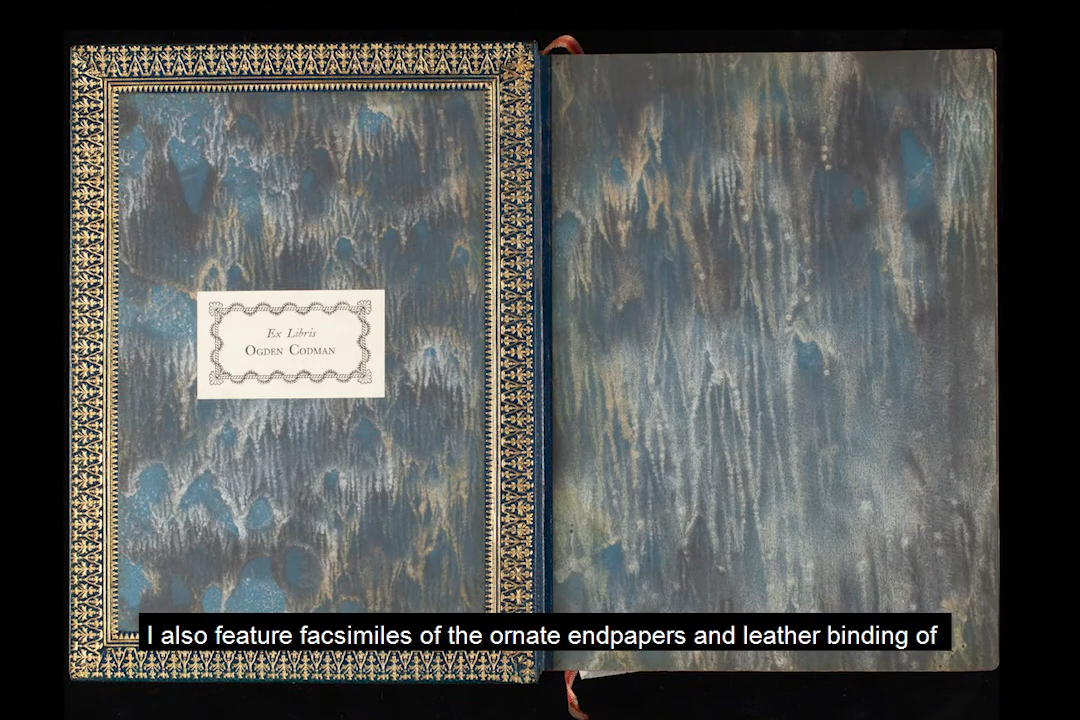 Ex Libris
OGDEN CODMAN
I also feature facsimiles of the ornate endpapers and leather binding of